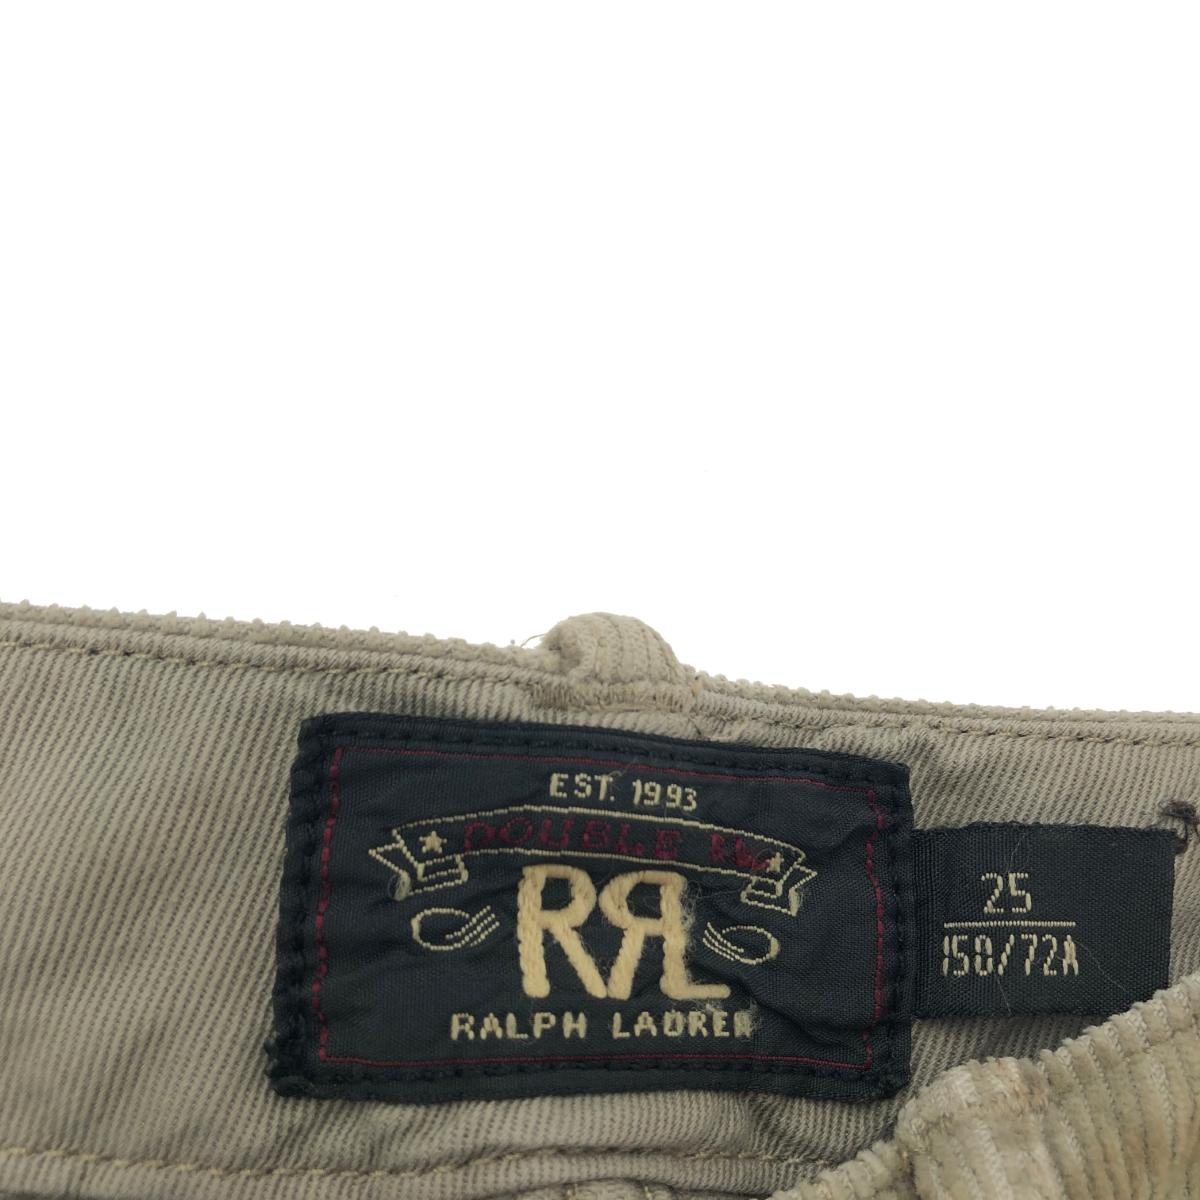 EST. 1993
DOUBLE RL
RRL
RALPH LAUREN
25
150/72A